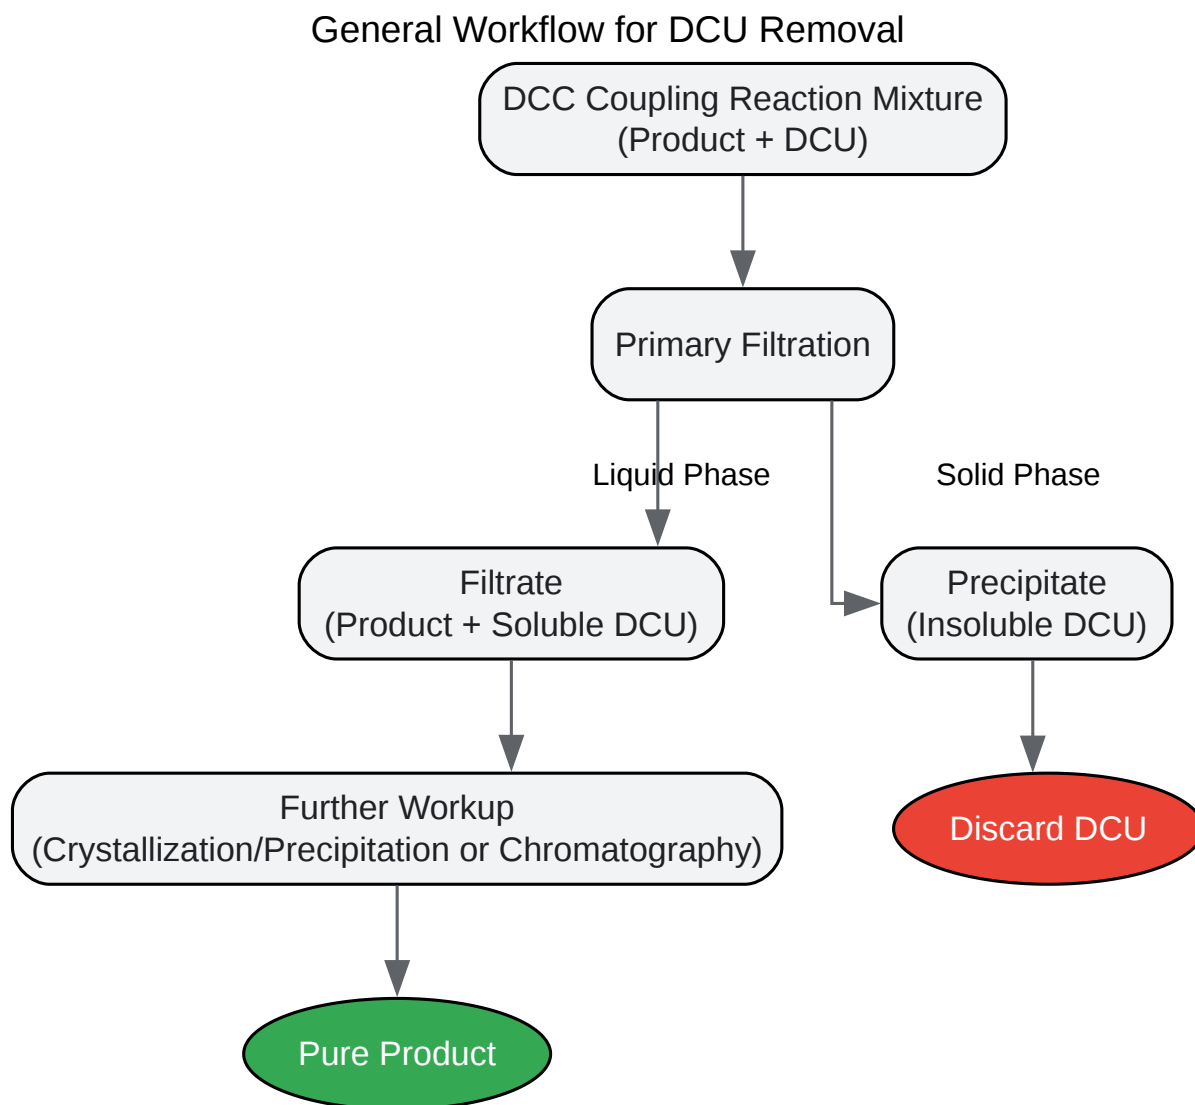 General Workflow for DCU Removal
DCC Coupling Reaction Mixture
(Product + DCU)
Primary Filtration
Liquid Phase
Solid Phase
Filtrate
(Product + Soluble DCU)
Precipitate
(Insoluble DCU)
Further Workup
(Crystallization/Precipitation or Chromatography)
Discard DCU
Pure Product